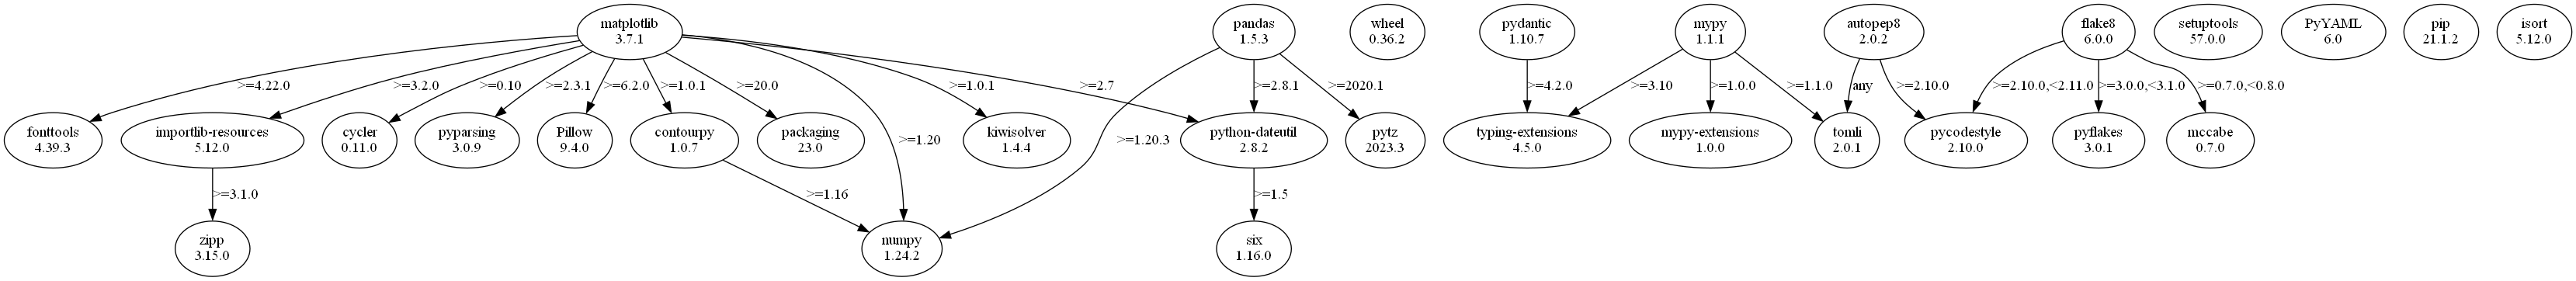 matplotlib
3.7.1
pandas
1.5.3
wheel
0.36.2
pydantic
1.10.7
mypy
1.1.1
autopep8
2.0.2
flake8
6.0.0
setuptools
57.0.0
PyYAML
6.0
pip
21.1.2
isort
5.12.0
>=4.22.0
>=3.2.0
>=0.10
>=2.3.1
>=6.2.0
>=1.0.1
>=20.0
>=1.20
>=1.0.1
>=2.7
>=1.20.3
>=2.8.1
>=2020.1
>=4.2.0
>=3.10
>=1.0.0
>=1.1.0
any
>=2.10.0
>=2.10.0,<2.11.0
>=3.0.0,<3.1.0
>=0.7.0,<0.8.0
fonttools
4.39.3
importlib-resources
5.12.0
cycler
0.11.0
pyparsing
3.0.9
Pillow
9.4.0
contourpy
1.0.7
packaging
23.0
kiwisolver
1.4.4
python-dateutil
2.8.2
pytz
2023.3
typing-extensions
4.5.0
mypy-extensions
1.0.0
tomli
2.0.1
pycodestyle
2.10.0
pyflakes
3.0.1
mccabe
0.7.0
>=3.1.0
>=1.16
>=1.5
zipp
3.15.0
numpy
1.24.2
six
1.16.0